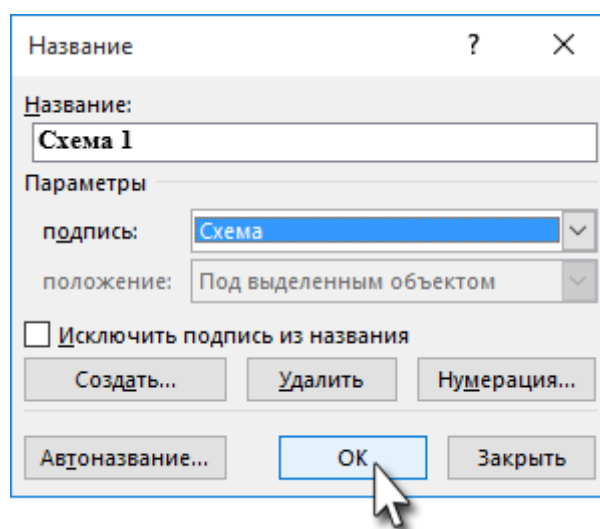 Название ?
Название:
Схема 1
Параметры
подпись: Схема
положение: Под выделенным объектом
Исключить подпись из названия
Создать... Удалить Нумерация...
Автоназвание... ОК Закрыть